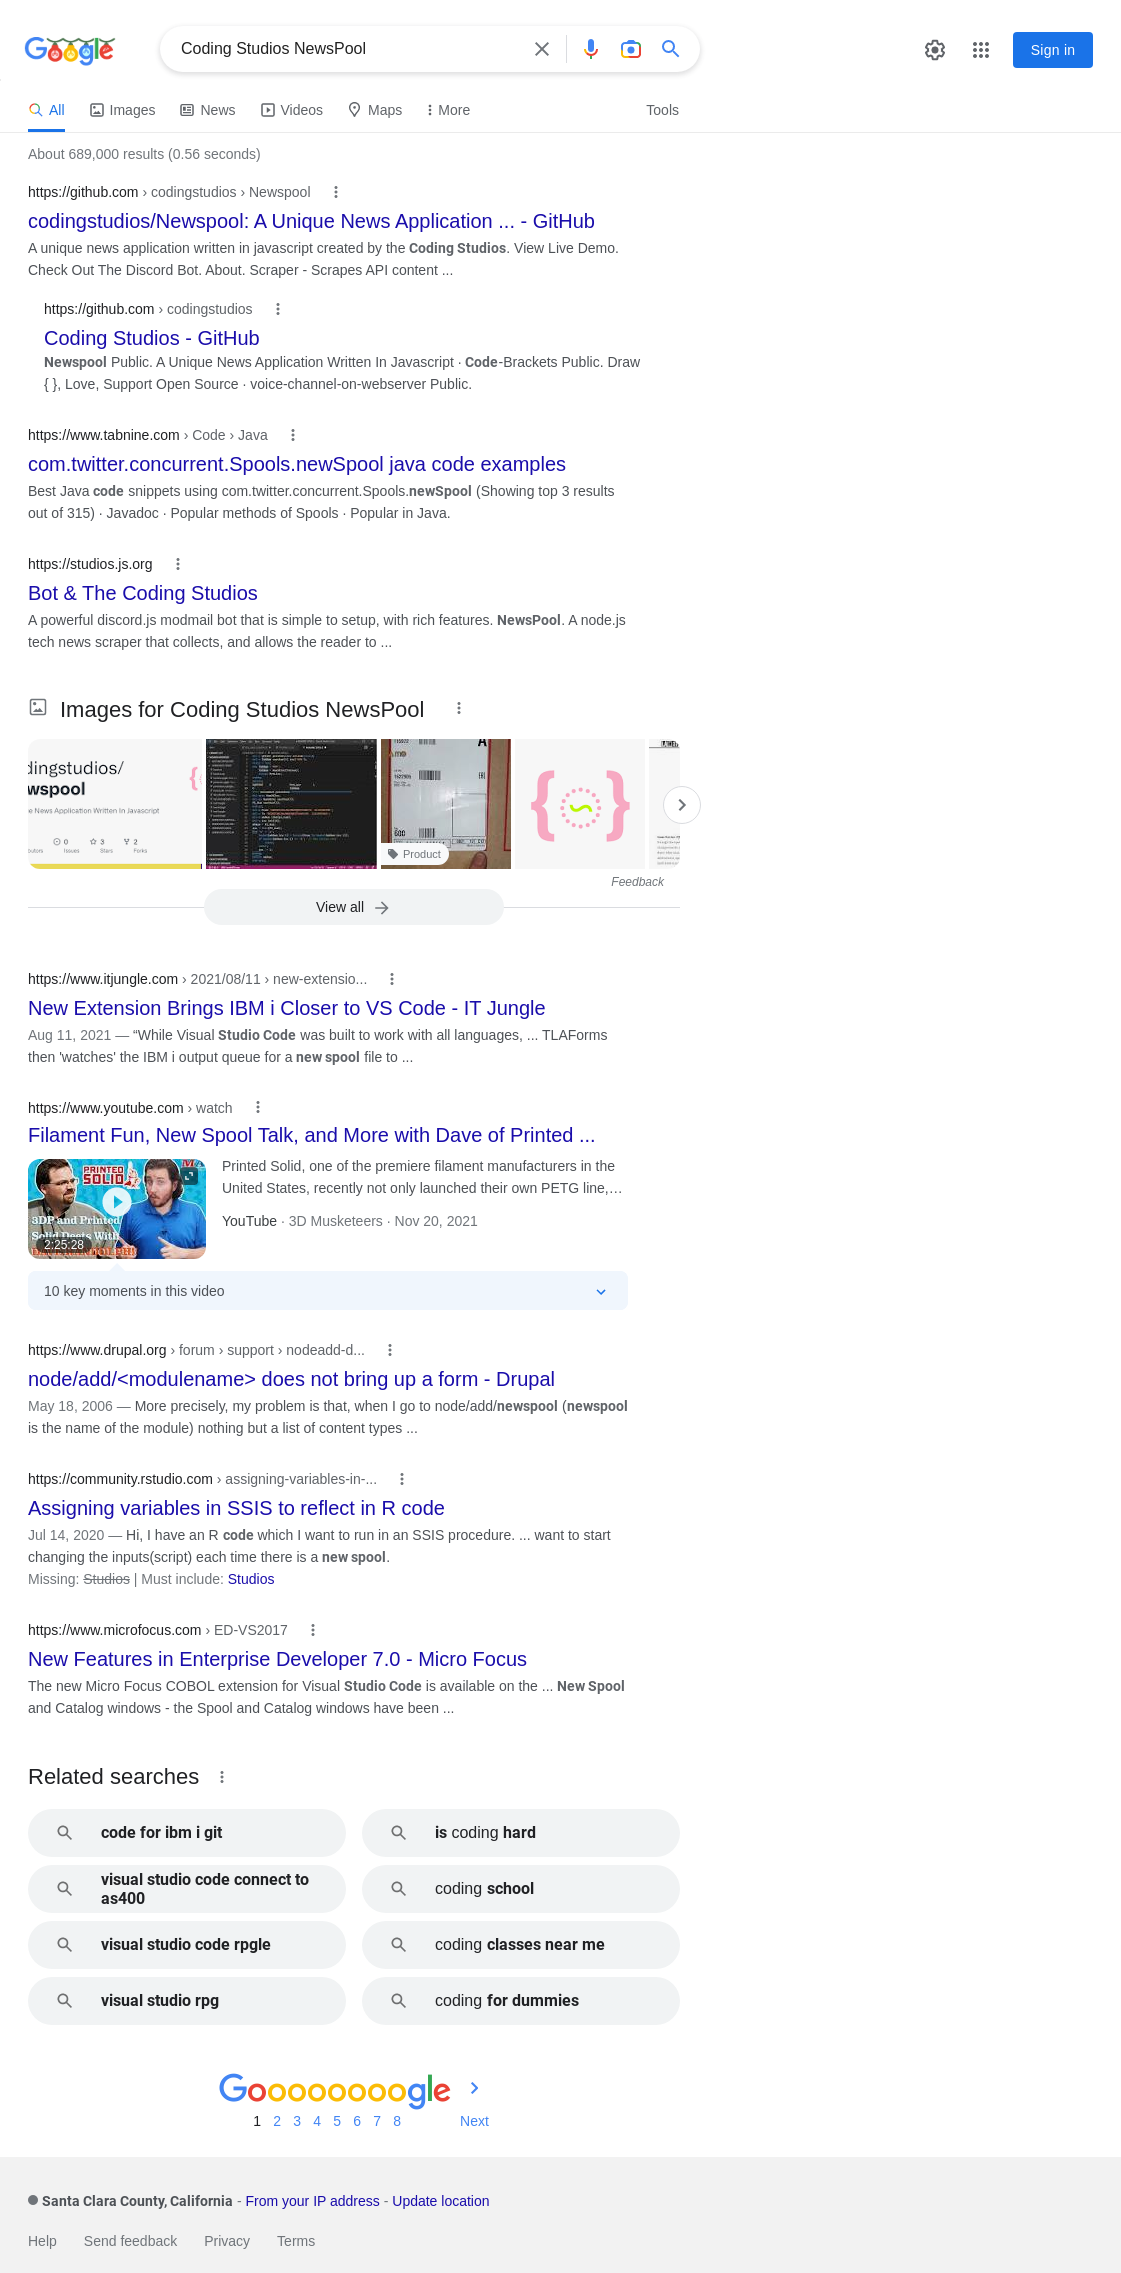 Google
Coding Studios NewsPool
Sign in
All
Images
News
Videos
Maps
More
Tools
About 689,000 results (0.56 seconds)
https://github.com › codingstudios › Newspool
codingstudios/Newspool: A Unique News Application ... - GitHub
A unique news application written in javascript created by the Coding Studios. View Live Demo.
Check Out The Discord Bot. About. Scraper - Scrapes API content ...
https://github.com › codingstudios
Coding Studios - GitHub
Newspool Public. A Unique News Application Written In Javascript · Code-Brackets Public. Draw
{ }, Love, Support Open Source · voice-channel-on-webserver Public.
https://www.tabnine.com › Code › Java
com.twitter.concurrent.Spools.newSpool java code examples
Best Java code snippets using com.twitter.concurrent.Spools.newSpool (Showing top 3 results
out of 315) · Javadoc · Popular methods of Spools · Popular in Java.
https://studios.js.org
Bot & The Coding Studios
A powerful discord.js modmail bot that is simple to setup, with rich features. NewsPool. A node.js
tech news scraper that collects, and allows the reader to ...
Images for Coding Studios NewsPool
dingstudios/
wspool
e News Application Written In Javascript
0
3
2
utors
Issues
Stars
Forks
Product
Feedback
View all
https://www.itjungle.com › 2021/08/11 › new-extensio...
New Extension Brings IBM i Closer to VS Code - IT Jungle
Aug 11, 2021 — “While Visual Studio Code was built to work with all languages, ... TLAForms
then 'watches' the IBM i output queue for a new spool file to ...
https://www.youtube.com › watch
Filament Fun, New Spool Talk, and More with Dave of Printed ...
PRINTED
SOLID
3DP and Printed
Solid Deets With
2:25:28
Printed Solid, one of the premiere filament manufacturers in the
United States, recently not only launched their own PETG line,…
YouTube · 3D Musketeers · Nov 20, 2021
10 key moments in this video
https://www.drupal.org › forum › support › nodeadd-d...
node/add/<modulename> does not bring up a form - Drupal
May 18, 2006 — More precisely, my problem is that, when I go to node/add/newspool (newspool
is the name of the module) nothing but a list of content types ...
https://community.rstudio.com › assigning-variables-in-...
Assigning variables in SSIS to reflect in R code
Jul 14, 2020 — Hi, I have an R code which I want to run in an SSIS procedure. ... want to start
changing the inputs(script) each time there is a new spool.
Missing: Studios | Must include: Studios
https://www.microfocus.com › ED-VS2017
New Features in Enterprise Developer 7.0 - Micro Focus
The new Micro Focus COBOL extension for Visual Studio Code is available on the ... New Spool
and Catalog windows - the Spool and Catalog windows have been ...
Related searches
code for ibm i git
is coding hard
visual studio code connect to
as400
coding school
visual studio code rpgle
coding classes near me
visual studio rpg
coding for dummies
Goooooooogle
1 2 3 4 5 6 7 8 Next
Santa Clara County, California - From your IP address - Update location
Help
Send feedback
Privacy
Terms